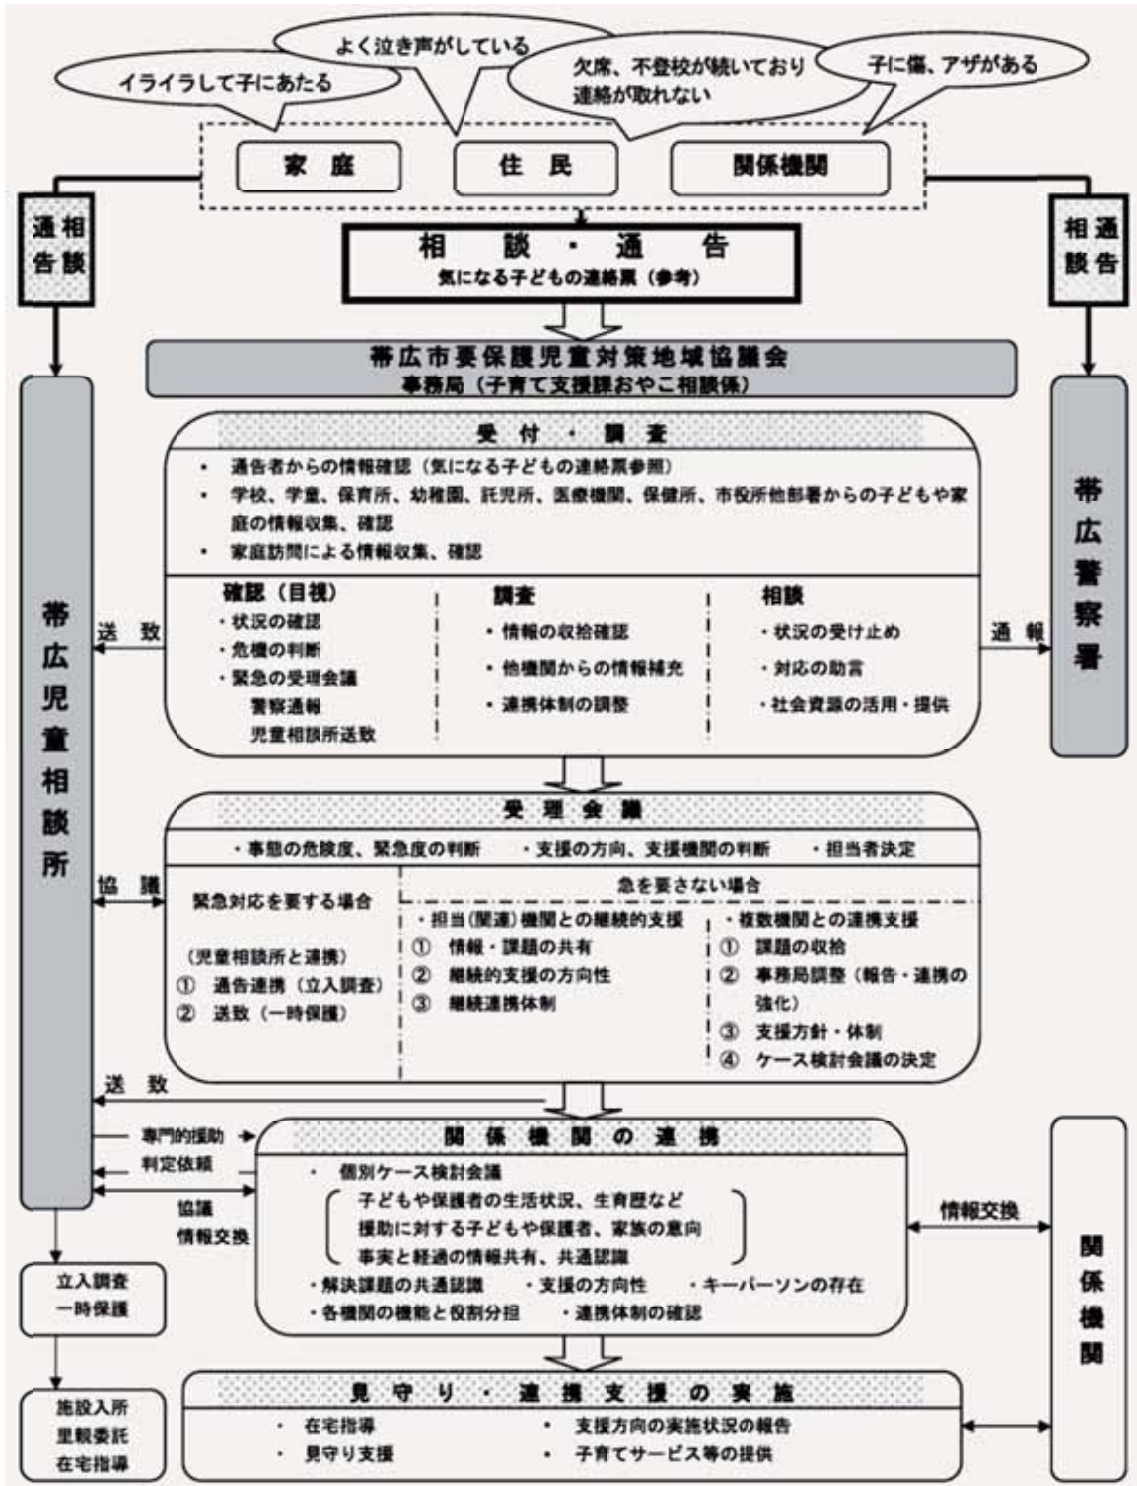 よく泣き声がしている
イライラして子にあたる
欠席、不登校が続いており
連絡が取れない
子に傷、アザがある
家 庭
住 民
関係機関
相談
通告
通告
相談
相 談 ・ 通 告
気になる子どもの連絡票(参考)
帯広市要保護児童対策地域協議会
事務局(子育て支援課おやこ相談係)
受 付 ・ 調 査
・ 通告者からの情報確認(気になる子どもの連絡票参照)
・ 学校、学童、保育所、幼稚園、託児所、医療機関、保健所、市役所他部署からの子どもや家
庭の情報収集、確認
・ 家庭訪問による情報収集、確認
確認(目視)
・状況の確認
・危機の判断
・緊急の受理会議
警察通報
児童相談所送致
調査
・ 情報の収拾確認
・ 他機関からの情報補充
・ 連携体制の調整
相談
・状況の受け止め
・対応の助言
・社会資源の活用・提供
送 致
通 報
帯広児童相談所
帯広警察署
受 理 会 議
・事態の危険度、緊急度の判断 ・支援の方向、支援機関の判断 ・担当者決定
協 議
緊急対応を要する場合
(児童相談所と連携)
① 通告連携(立入調査)
② 送致(一時保護)
急を要さない場合
・担当(関連)機関との継続的支援
① 情報・課題の共有
② 継続的支援の方向性
③ 継続連携体制
・複数機関との連携支援
① 課題の収拾
② 事務局調整(報告・連携の
強化)
③ 支援方針・体制
④ ケース検討会議の決定
送 致
専門的援助
判定依頼
協議
情報交換
関 係 機 関 の 連 携
・ 個別ケース検討会議
子どもや保護者の生活状況、生育歴など
援助に対する子どもや保護者、家族の意向
事実と経過の情報共有、共通認識
・解決課題の共通認識 ・支援の方向性 ・キーパーソンの存在
・各機関の機能と役割分担 ・連携体制の確認
情報交換
関係機関
立入調査
一時保護
施設入所
里親委託
在宅指導
見 守 り ・ 連 携 支 援 の 実 施
・ 在宅指導
・ 支援方向の実施状況の報告
・ 見守り支援
・ 子育てサービス等の提供